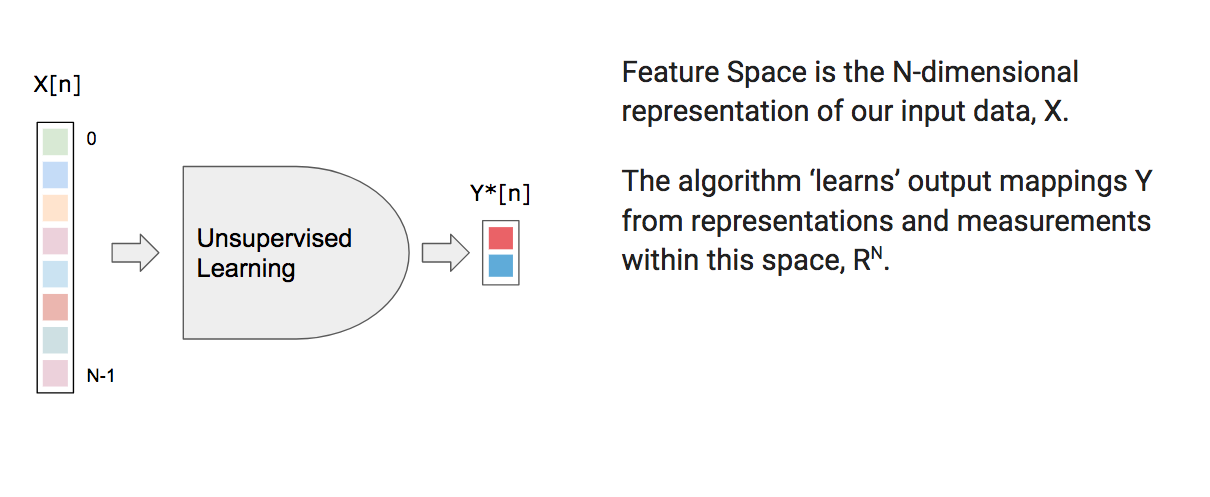 X[n]
0
N-1
Unsupervised
Learning
Y*[n]
Feature Space is the N-dimensional
representation of our input data, X.
The algorithm ‘learns’ output mappings Y
from representations and measurements
within this space, Rᴺ.